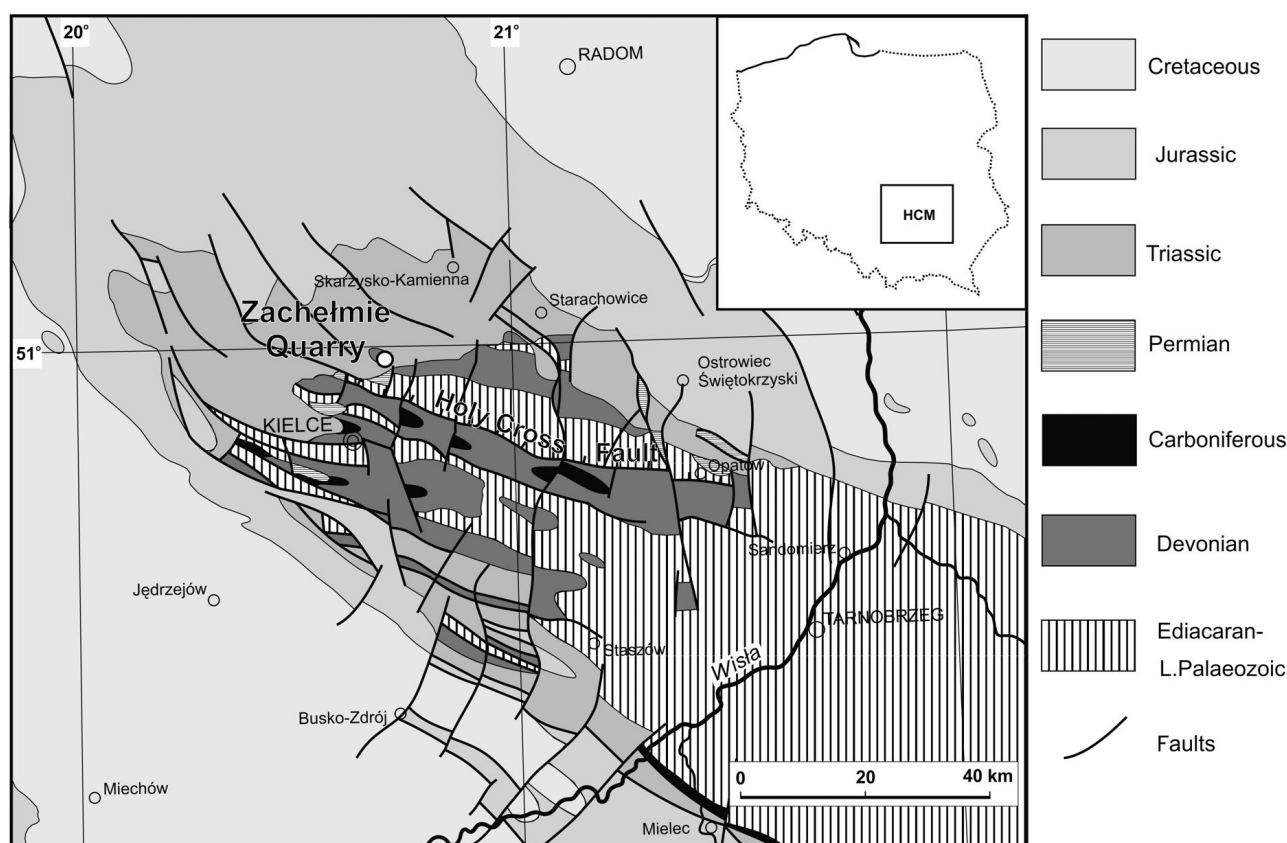 20°
21°
RADOM
HCM
Skarżysko-Kamienna
Starachowice
Zachełmie
Quarry
51°
Ostrowiec
Świętokrzyski
Holy Cross Fault
KIELCE
Opatów
Sandomierz
Jędrzejów
TARNOBRZEG
Staszów
Wisła
Busko-Zdrój
Miechów
Mielec
0 20 40 km
Cretaceous
Jurassic
Triassic
Permian
Carboniferous
Devonian
Ediacaran-
L.Palaeozoic
Faults